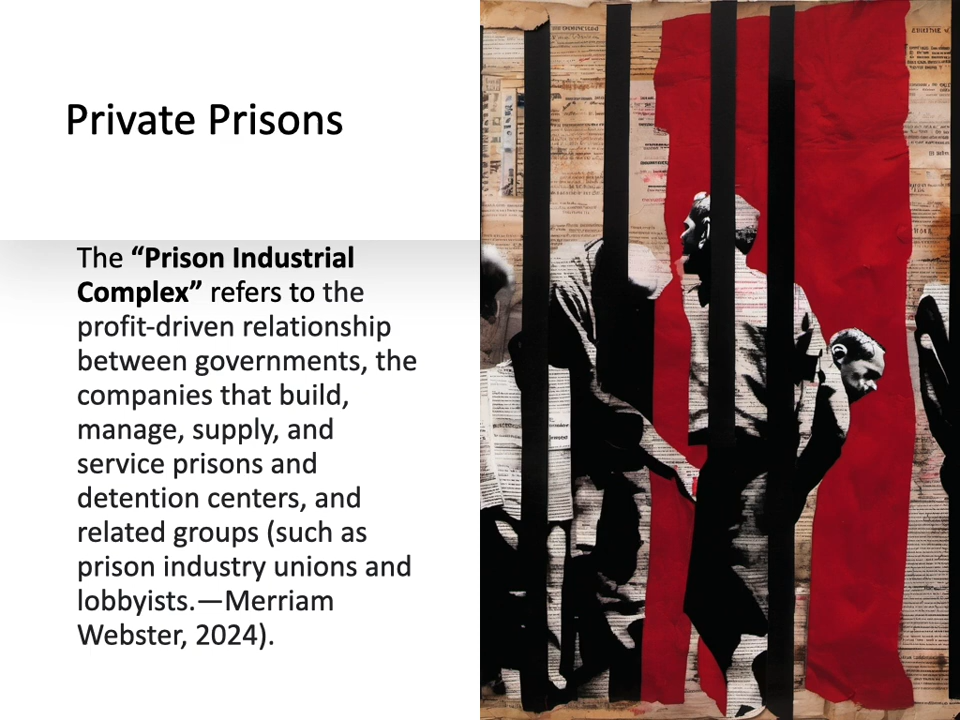 Private Prisons
The “Prison Industrial
Complex” refers to the
profit-driven relationship
between governments, the
companies that build,
manage, supply, and
service prisons and
detention centers, and
related groups (such as
prison industry unions and
lobbyists.—Merriam
Webster, 2024).